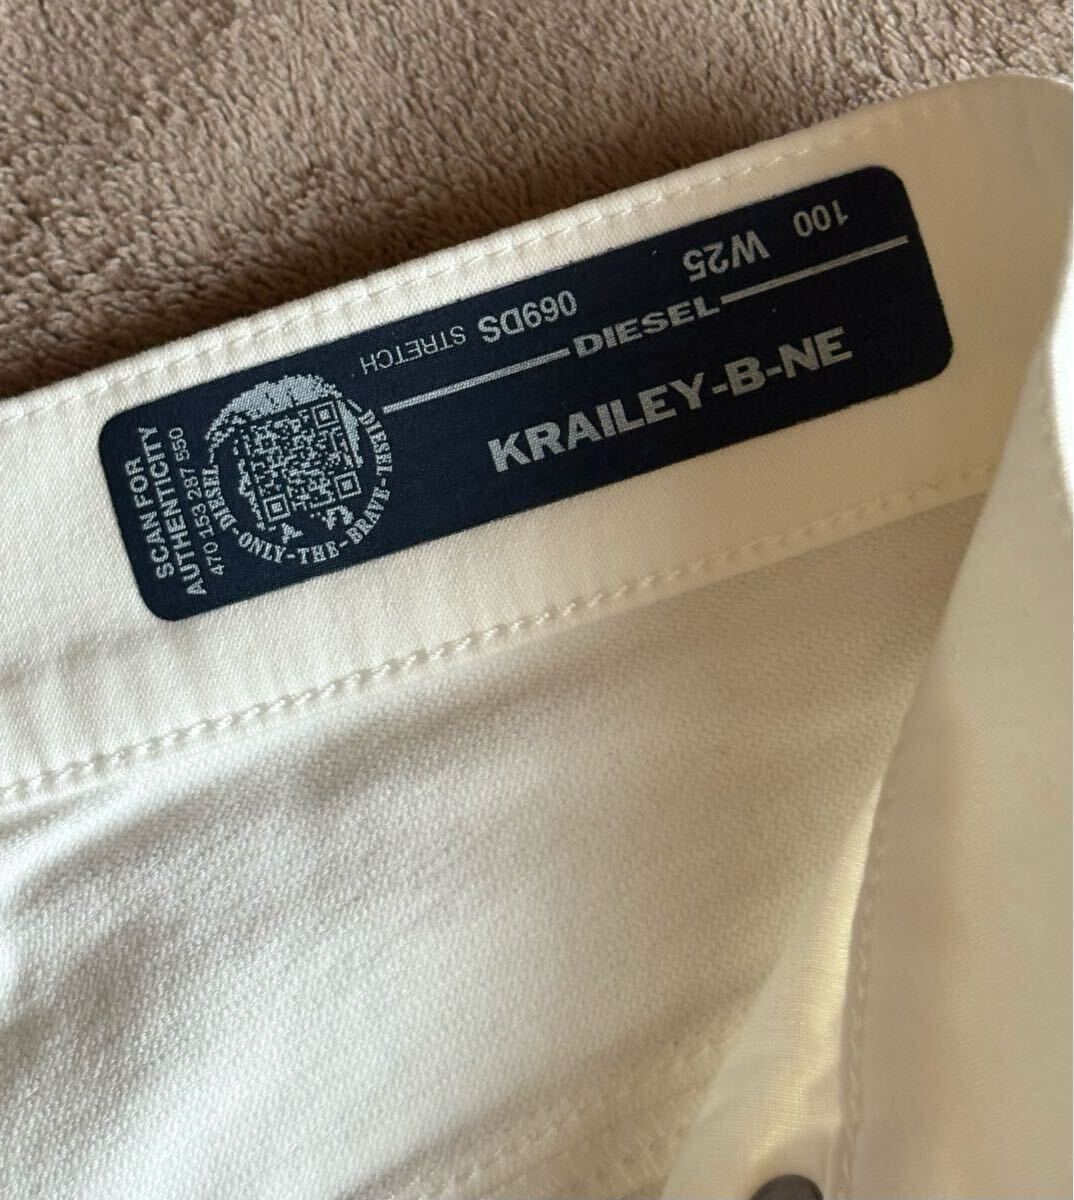 SCAN FOR
AUTHENTICITY
470 153 287 550
DIESEL
ONLY-THE-BRAVE-DIESEL
069DS STRETCH
W25
100
DIESEL
KRAILEY-B-NE